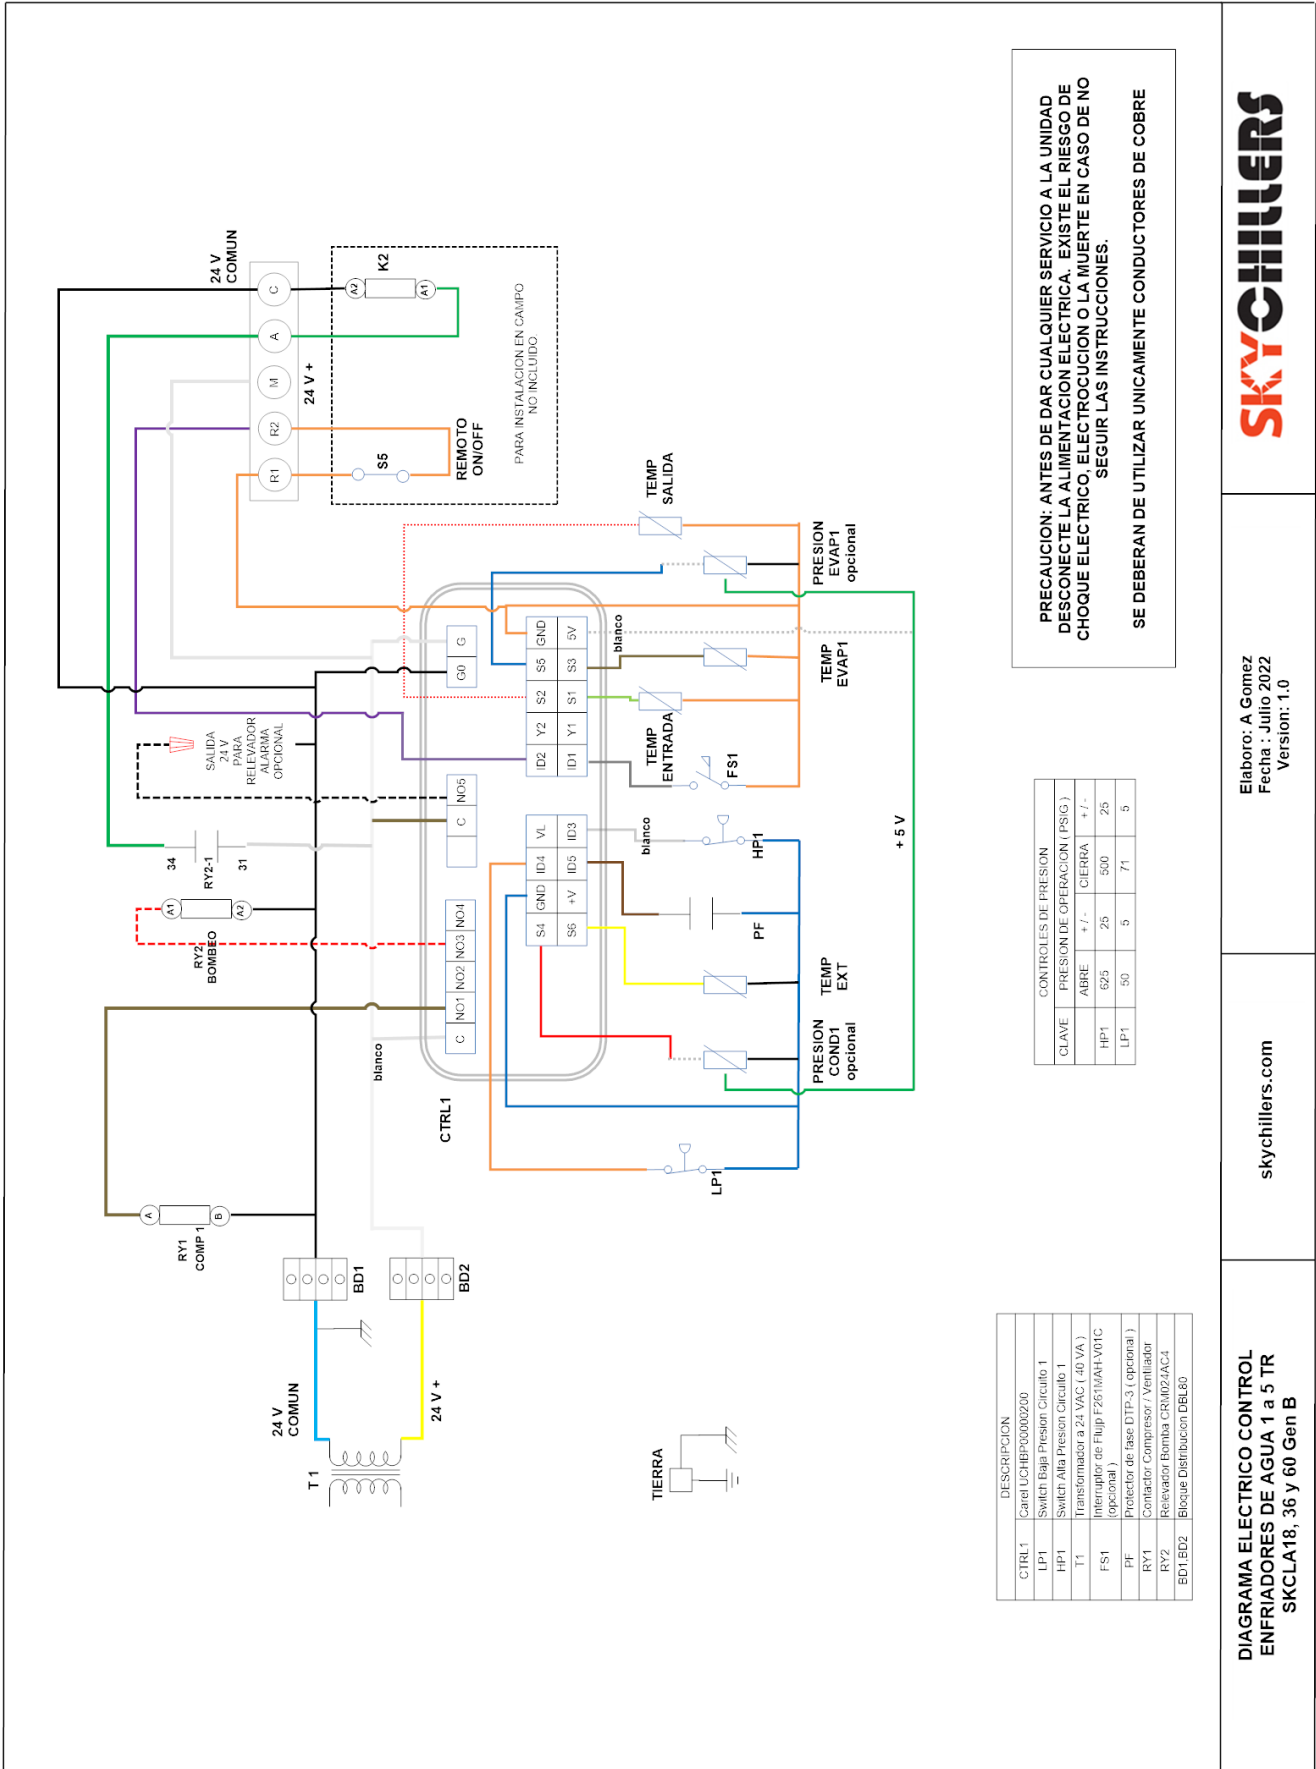 24 V
COMUN
C
A
M
R2
R1
24 V +
K2
A2
A1
S5
REMOTO
ON/OFF
PARA INSTALACION EN CAMPO
NO INCLUIDO.
SALIDA
24 V
PARA
RELEVADOR
ALARMA
OPCIONAL
34
RY2-1
31
A1
A2
RY2
BOMBEO
RY1
COMP 1
A
B
BD1
BD2
24 V
COMUN
24 V +
T 1
TIERRA
blanco
CTRL1
C
NO1
NO2
NO3
NO4
C
NO5
G0
G
ID2
Y2
S2
S5
GND
ID1
Y1
S1
S3
5V
S4
GND
ID4
VL
S6
+V
ID5
ID3
blanco
blanco
TEMP
SALIDA
PRESION
EVAP1
opcional
TEMP
EVAP1
TEMP
ENTRADA
FS1
HP1
PF
TEMP
EXT
PRESION
COND1
opcional
LP1
+ 5 V
PRECAUCION: ANTES DE DAR CUALQUIER SERVICIO A LA UNIDAD
DESCONECTE LA ALIMENTACION ELECTRICA. EXISTE EL RIESGO DE
CHOQUE ELECTRICO, ELECTROCUCION O LA MUERTE EN CASO DE NO
SEGUIR LAS INSTRUCCIONES.
SE DEBERAN DE UTILIZAR UNICAMENTE CONDUCTORES DE COBRE
CONTROLES DE PRESION
CLAVE PRESION DE OPERACION ( PSIG )
ABRE + / - CIERRA + / -
HP1 625 25 500 25
LP1 50 5 71 5
DESCRIPCION
CTRL1 Carel UCHBP00000200
LP1 Switch Baja Presion Circuito 1
HP1 Switch Alta Presion Circuito 1
T1 Transformador a 24 VAC ( 40 VA )
FS1 Interruptor de Flujp F261MAH-V01C
(opcional )
PF Protector de fase DTP-3 ( opcional )
RY1 Contactor Compresor / Ventilador
RY2 Relevador Bomba CRM024AC4
BD1,BD2 Bloque Distribucion DBL80
DIAGRAMA ELECTRICO CONTROL
ENFRIADORES DE AGUA 1 a 5 TR
SKCLA18, 36 y 60 Gen B
skychillers.com
Elaboro: A Gomez
Fecha : Julio 2022
Version: 1.0
SKYCHILLERS